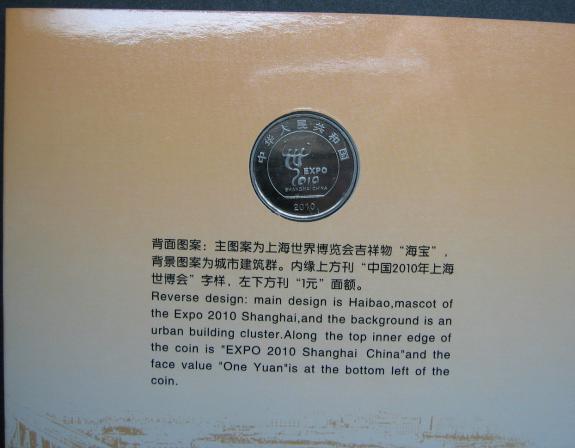 中华人民共和国
EXPO
2010
SHANGHAI CHINA
2010
背面图案：主图案为上海世界博览会吉祥物“海宝”，
背景图案为城市建筑群。内缘上方刊“中国2010年上海
世博会”字样，左下方刊“1元”面额。
Reverse design: main design is Haibao,mascot of
the Expo 2010 Shanghai,and the background is an
urban building cluster.Along the top inner edge of
the coin is "EXPO 2010 Shanghai China"and the
face value "One Yuan"is at the bottom left of the
coin.